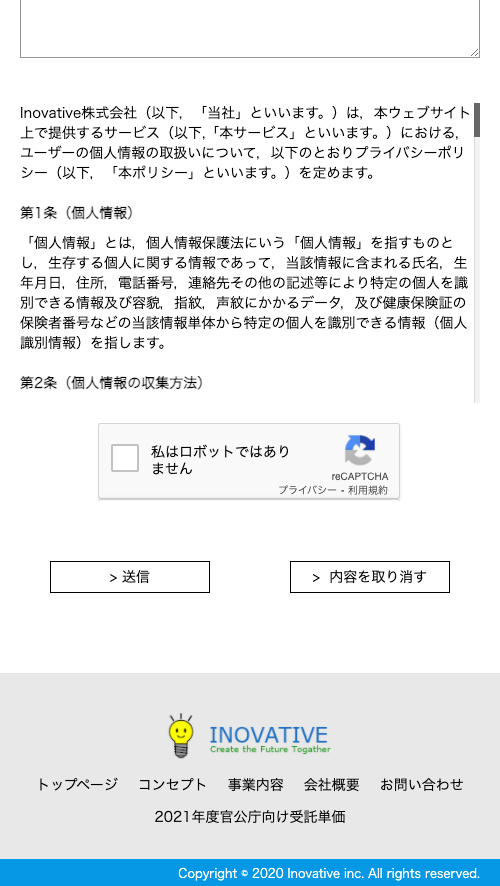 Inovative株式会社（以下，「当社」といいます。）は，本ウェブサイト
上で提供するサービス（以下,「本サービス」といいます。）における，
ユーザーの個人情報の取扱いについて，以下のとおりプライバシーポリ
シー（以下，「本ポリシー」といいます。）を定めます。
第1条（個人情報）
「個人情報」とは，個人情報保護法にいう「個人情報」を指すものと
し，生存する個人に関する情報であって，当該情報に含まれる氏名，生
年月日，住所，電話番号，連絡先その他の記述等により特定の個人を識
別できる情報及び容貌，指紋，声紋にかかるデータ，及び健康保険証の
保険者番号などの当該情報単体から特定の個人を識別できる情報（個人
識別情報）を指します。
第2条（個人情報の収集方法）
私はロボットではあり
ません
reCAPTCHA
プライバシー - 利用規約
> 送信
> 内容を取り消す
INOVATIVE
Create the Future Togather
トップページ コンセプト 事業内容 会社概要 お問い合わせ
2021年度官公庁向け受託単価
Copyright © 2020 Inovative inc. All rights reserved.